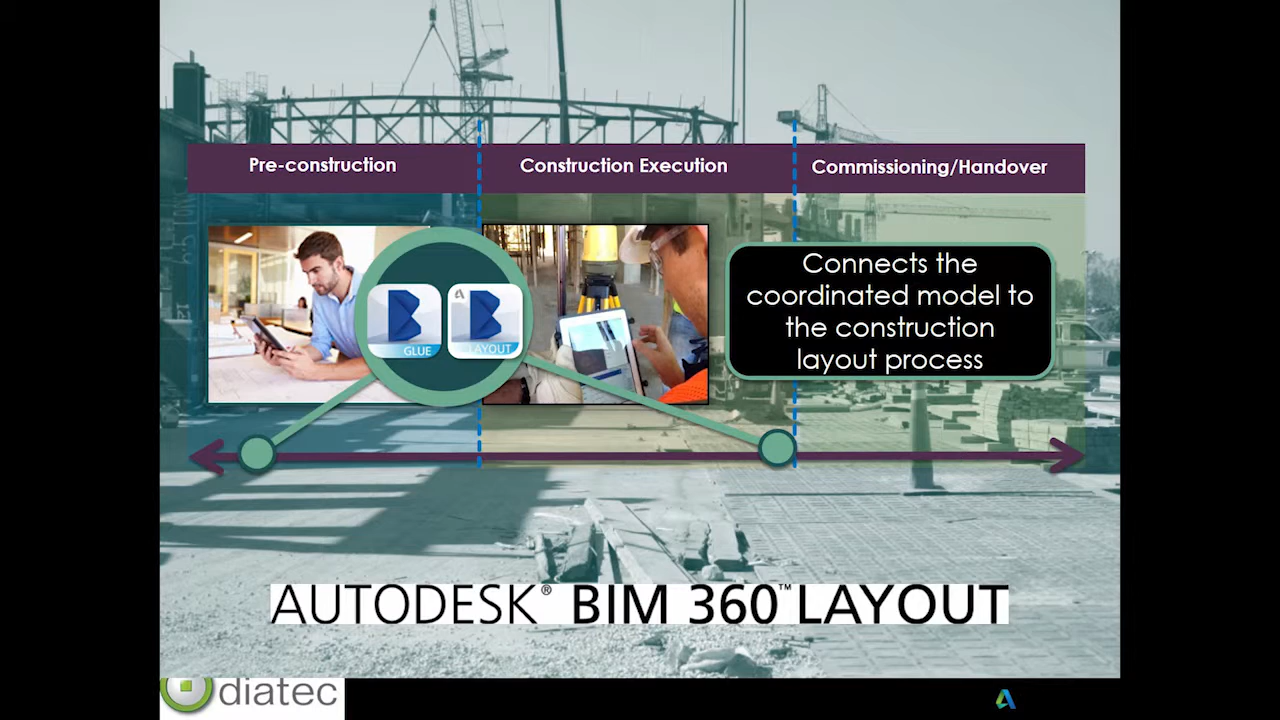 Pre-construction
Construction Execution
Commissioning/Handover
GLUE
LAYOUT
Connects the
coordinated model to
the construction
layout process
AUTODESK® BIM 360™ LAYOUT
diatec